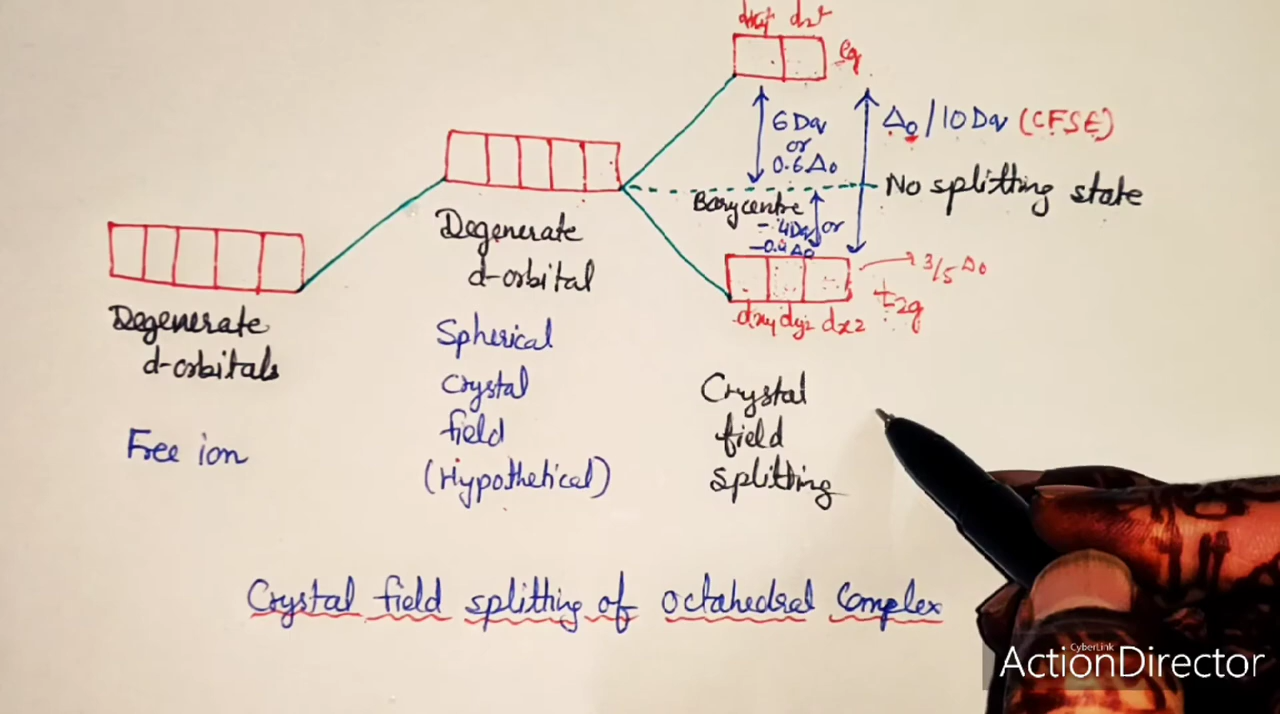 dx²y² dz²
eg
6 Dq
or
0.6 Δo
Δo / 10 Dq (CFSE)
No splitting state
Barycentre
- 4Dq or
-0.4 Δo
3/5 Δo
t2g
dxy dyz dxz
Degenerate
d-orbital
Spherical
Crystal
field
(Hypothetical)
Degenerate
d-orbitals
Free ion
Crystal
field
splitting
Crystal field splitting of octahedral Complex
CyberLink
ActionDirector